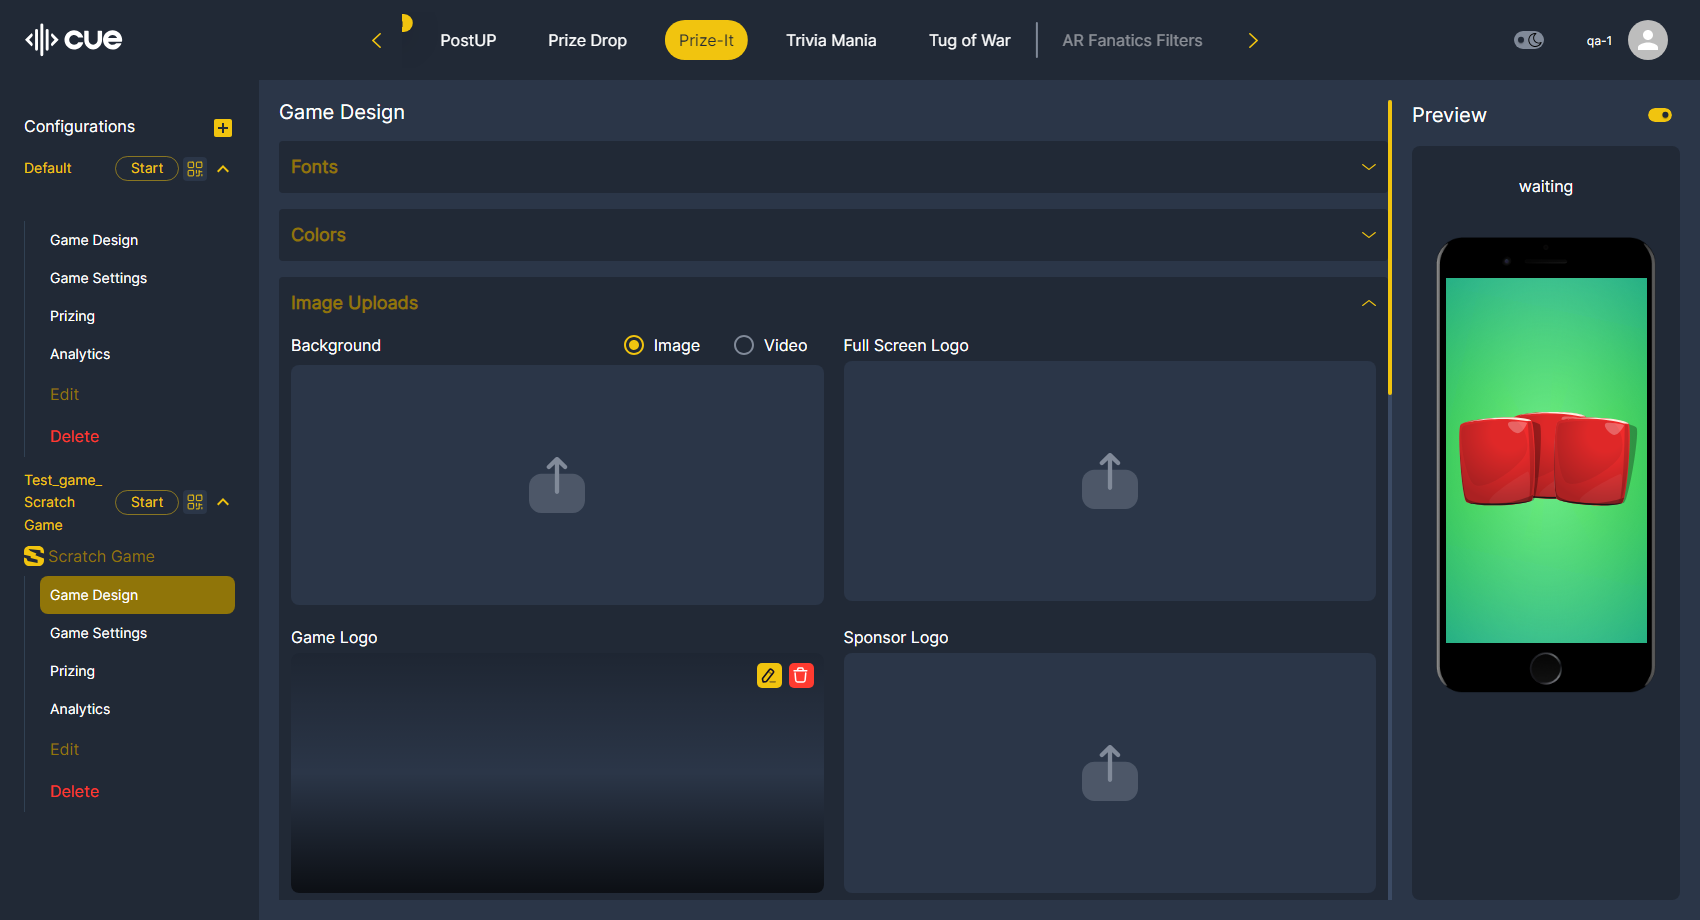 cue
PostUP
Prize Drop
Prize-It
Trivia Mania
Tug of War
AR Fanatics Filters
qa-1
Configurations
Default
Start
Game Design
Game Settings
Prizing
Analytics
Edit
Delete
Test_game_
Scratch
Game
Start
Scratch Game
Game Design
Game Settings
Prizing
Analytics
Edit
Delete
Game Design
Fonts
Colors
Image Uploads
Background
Image
Video
Full Screen Logo
Game Logo
Sponsor Logo
Preview
waiting